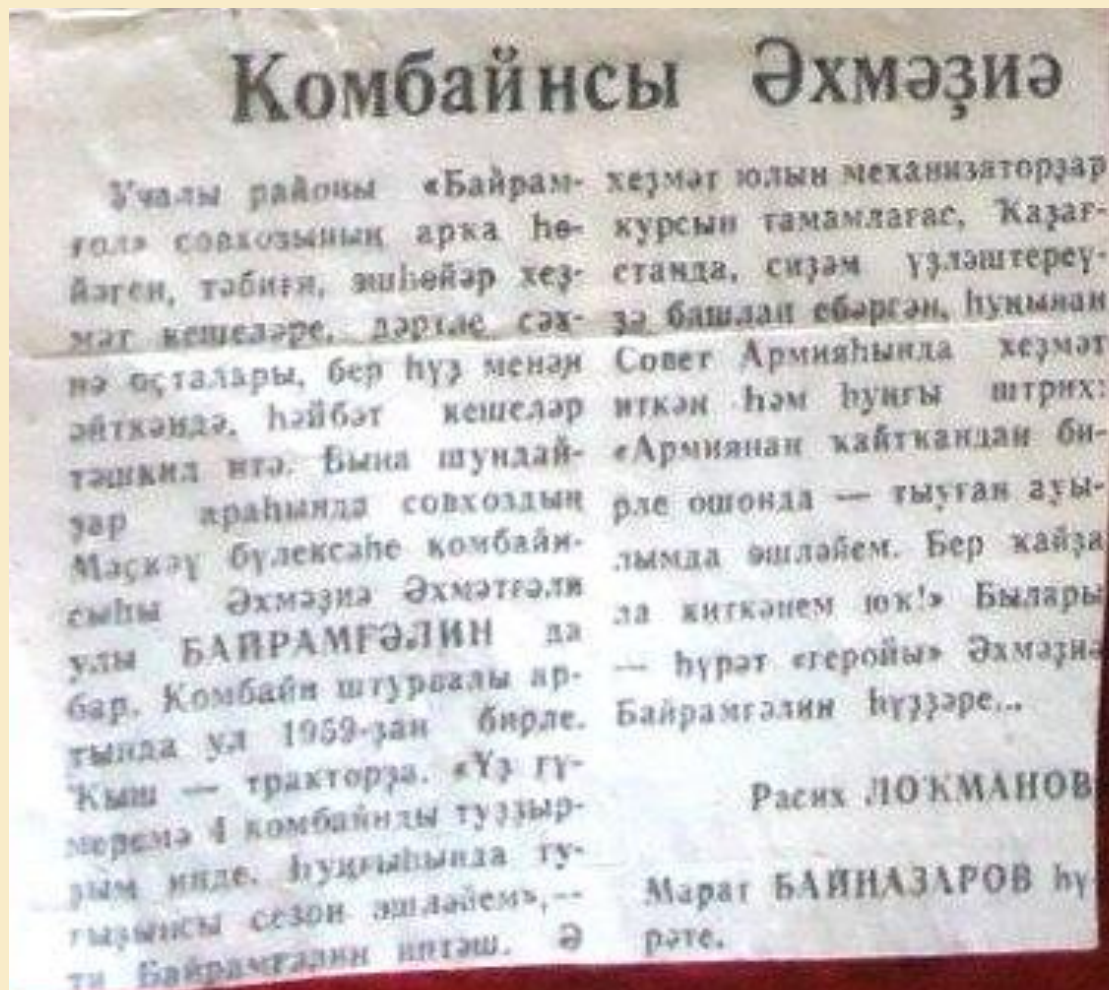 Комбайнсы Әхмәҙиә
Учалы районы «Байрам-
ғол» совхозының арҡа һө-
йәген, тәбиғи, эшһөйәр хеҙ-
мәт кешеләре, дәртле сәх-
нә оҫталары, бер һүҙ менән
әйткәндә, һәйбәт кешеләр
тәшкил итә. Бына шундай-
ҙар араһында совхоздың
Мәҫкәү бүлексәһе комбайн-
сыһы Әхмәҙиә Әхмәтғәли
улы БАЙРАМҒӘЛИН дә
бар. Комбайн штурвалы ар-
тында ул 1959-ҙан бирле.
Ҡыш — тракторҙа. «Үҙ ғү-
меремә 4 комбайнды туҙҙыр-
ҙым инде. Һуңғыһында ту-
ғыҙынсы сезон эшләйем»,—
ти Байрамғәлин иптәш. Ә
хеҙмәт юлын механизаторҙар
курсын тамамлағас, Ҡаҙағ-
станда, сиҙәм үҙләштереү-
ҙә башлап ебәргән, һуңынан
Совет Армияһында хеҙмәт
иткән һәм һуңғы штрих:
«Армиянан ҡайтҡандан би-
рле ошонда — тыуған ауы-
лымда эшләйем. Бер ҡайҙа
ла киткәнем юҡ!» Былары
— һүрәт «геройы» Әхмәҙиә
Байрамғәлин һүҙҙәре...
Расих ЛОҠМАНОВ
Марат БАЙНАЗАРОВ һү-
рәте.